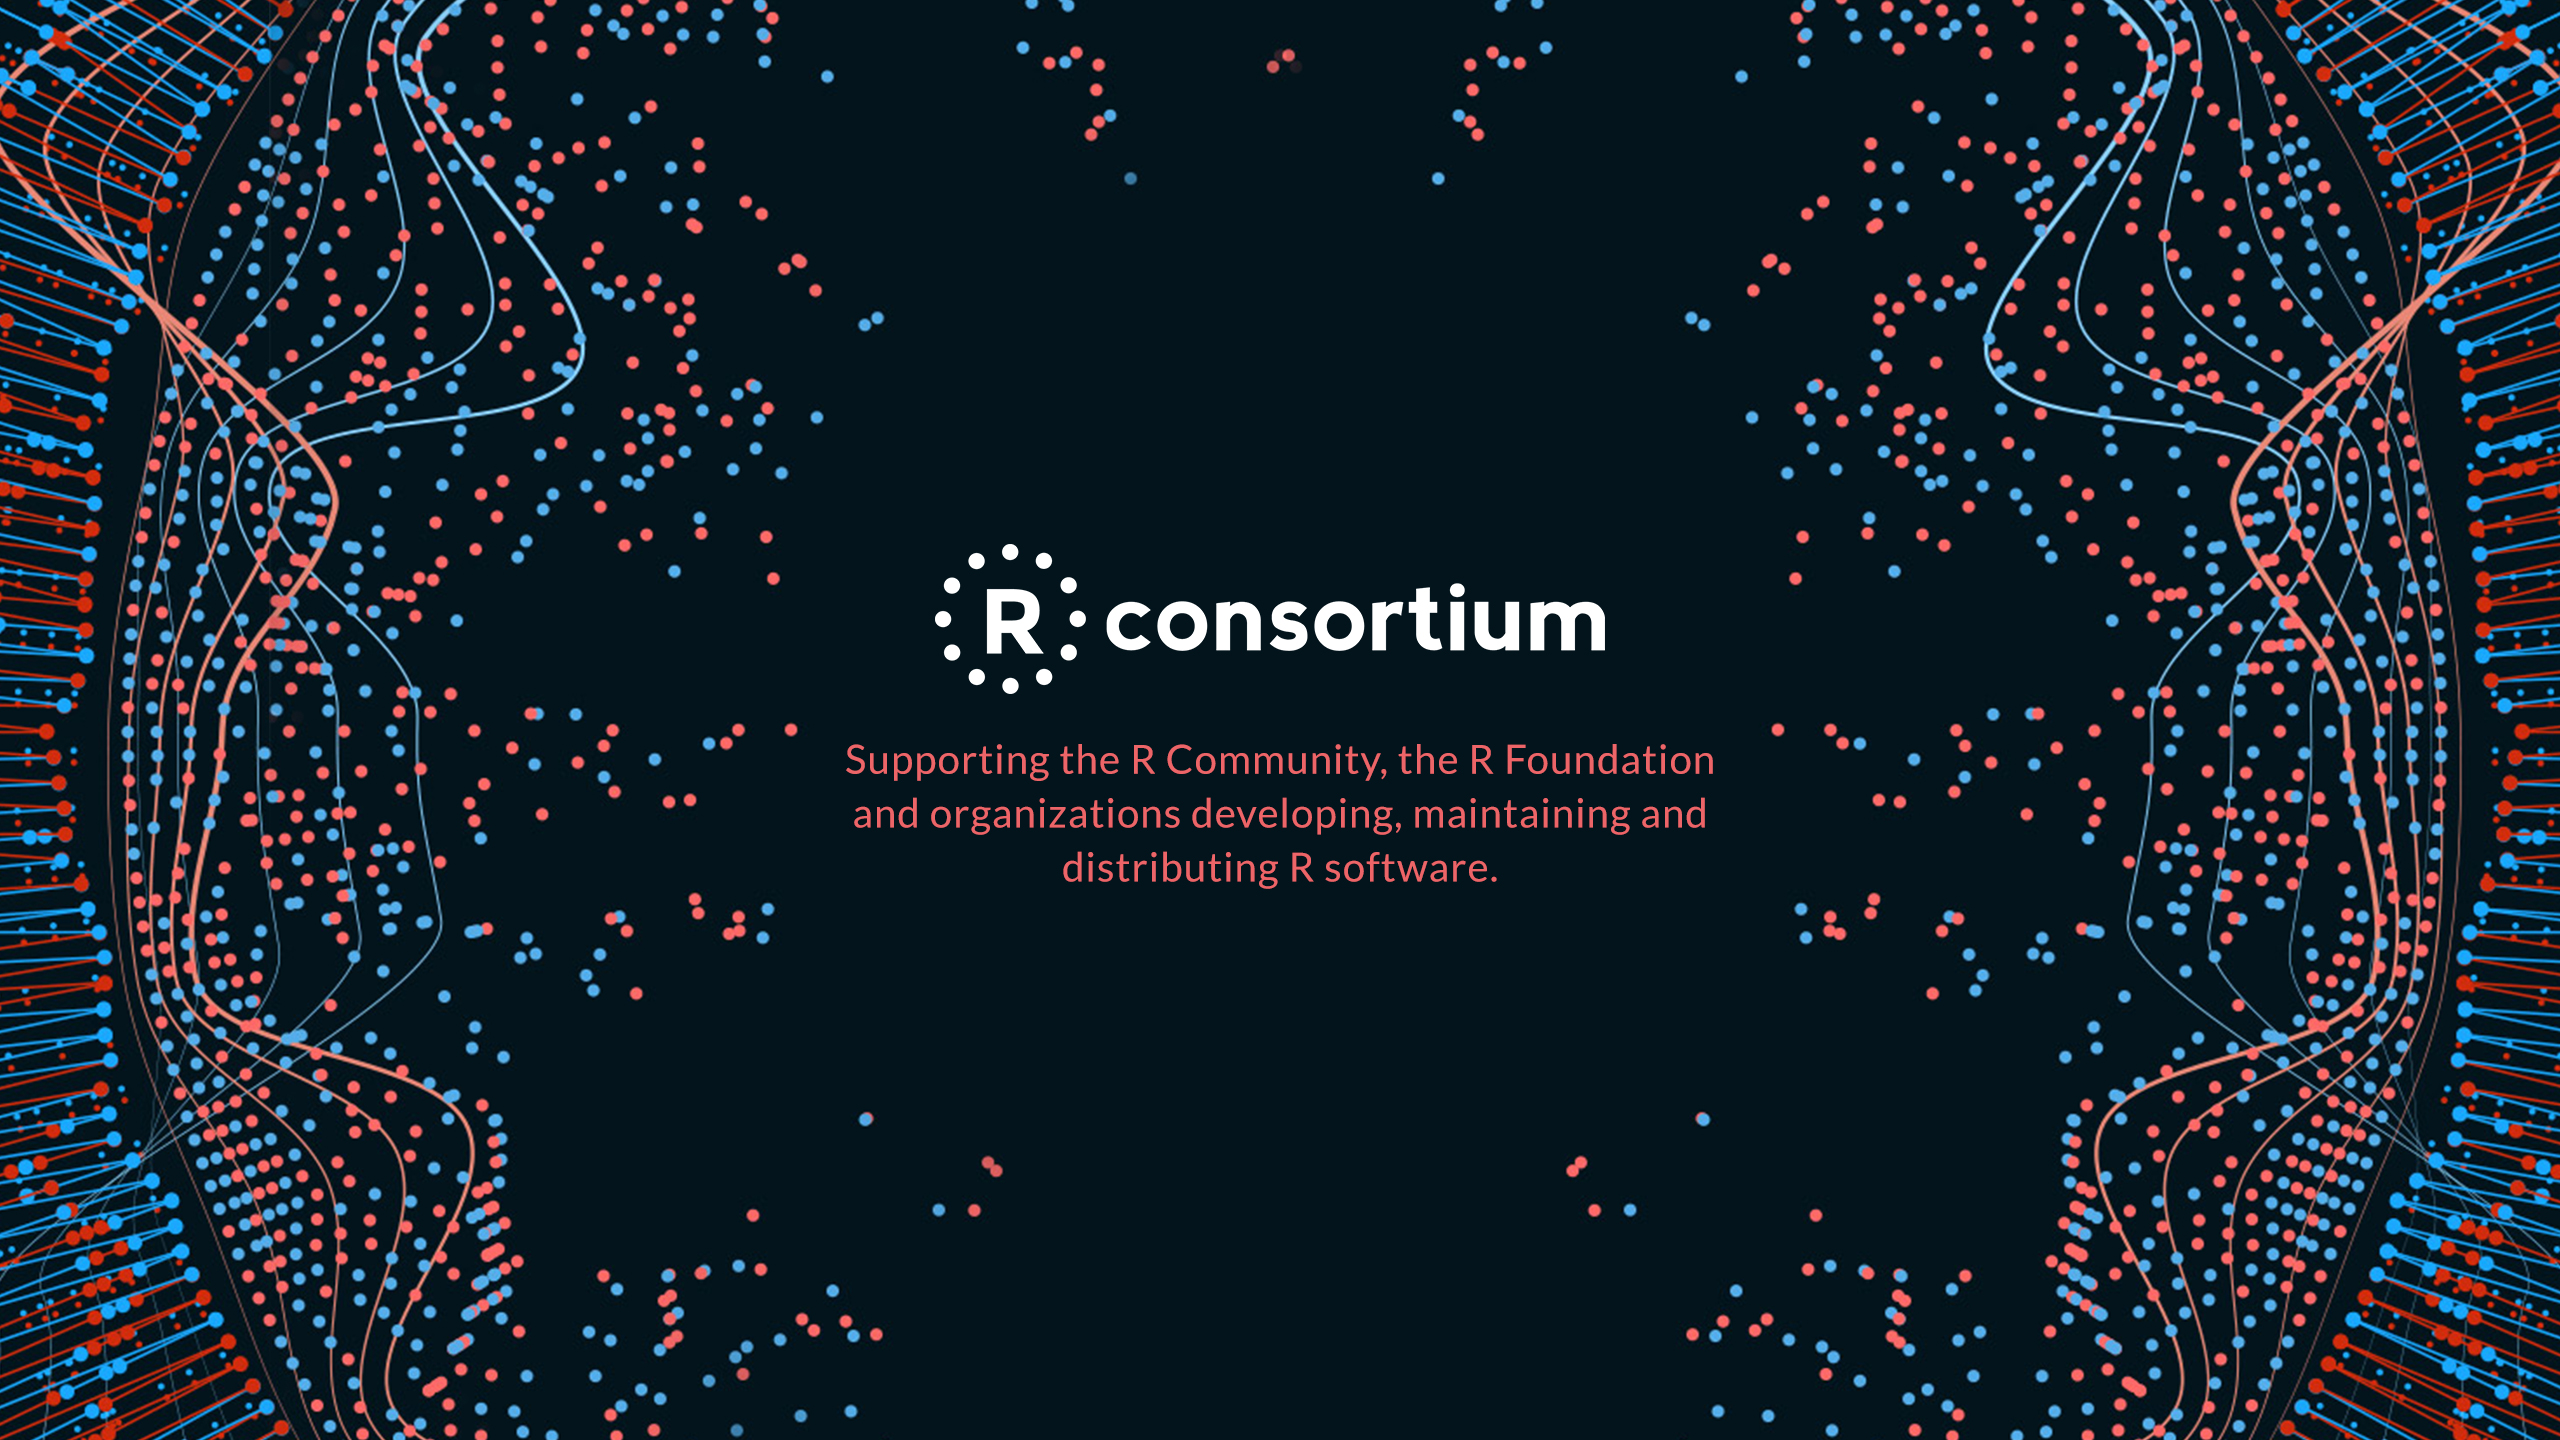 R consortium
Supporting the R Community, the R Foundation
and organizations developing, maintaining and
distributing R software.